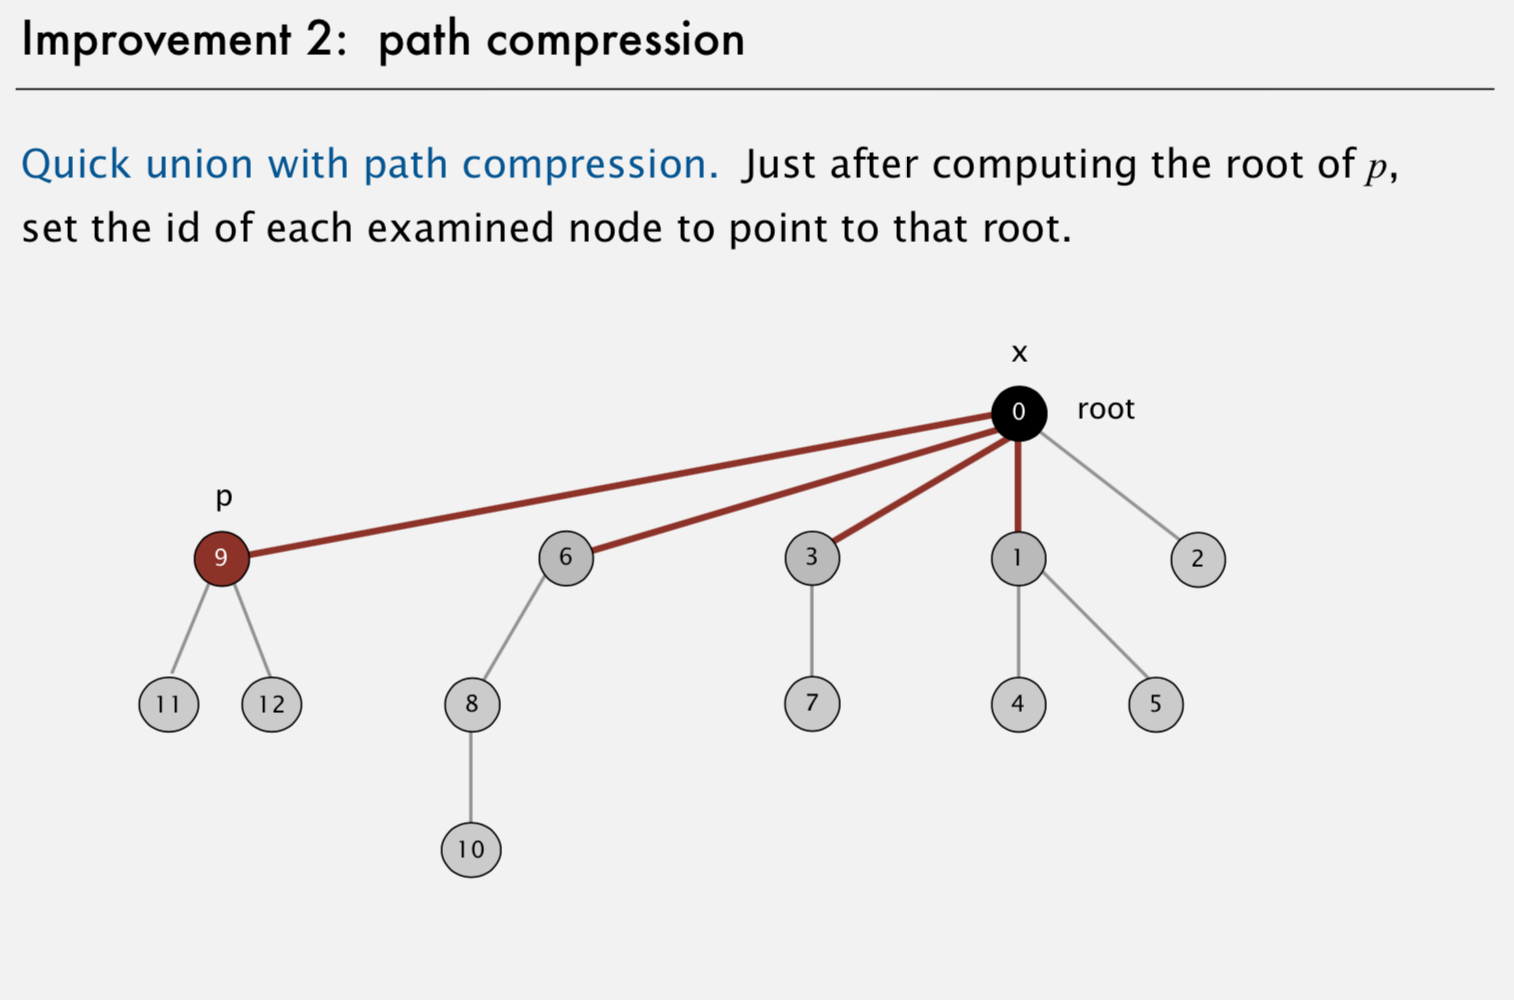 Improvement 2: path compression
Quick union with path compression. Just after computing the root of p,
set the id of each examined node to point to that root.
x
0 root
p
9 6 3 1 2
11 12 8 7 4 5
10